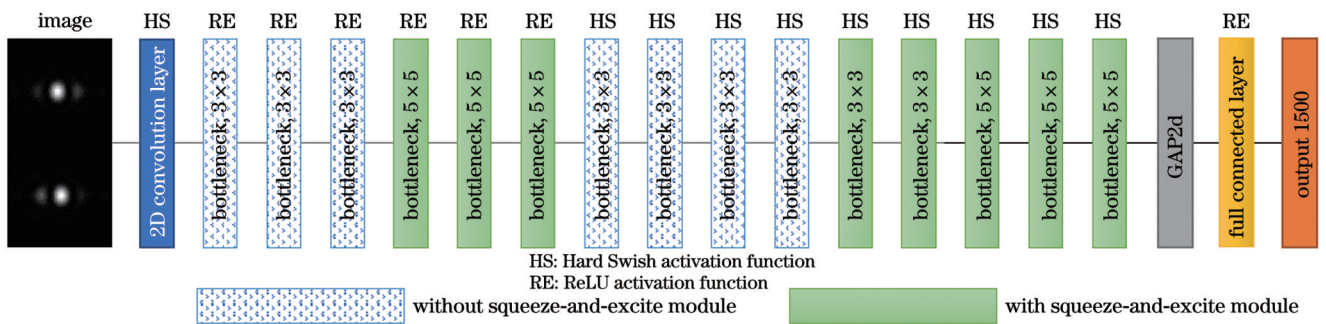 image HS RE RE RE RE RE RE HS HS HS HS HS HS HS HS HS RE
2D convolution layer
bottleneck, 3×3
bottleneck, 3×3
bottleneck, 3×3
bottleneck, 5×5
bottleneck, 5×5
bottleneck, 5×5
bottleneck, 3×3
bottleneck, 3×3
bottleneck, 3×3
bottleneck, 3×3
bottleneck, 3×3
bottleneck, 3×3
bottleneck, 5×5
bottleneck, 5×5
bottleneck, 5×5
GAP2d
full connected layer
output 1500
HS: Hard Swish activation function
RE: ReLU activation function
without squeeze-and-excite module
with squeeze-and-excite module